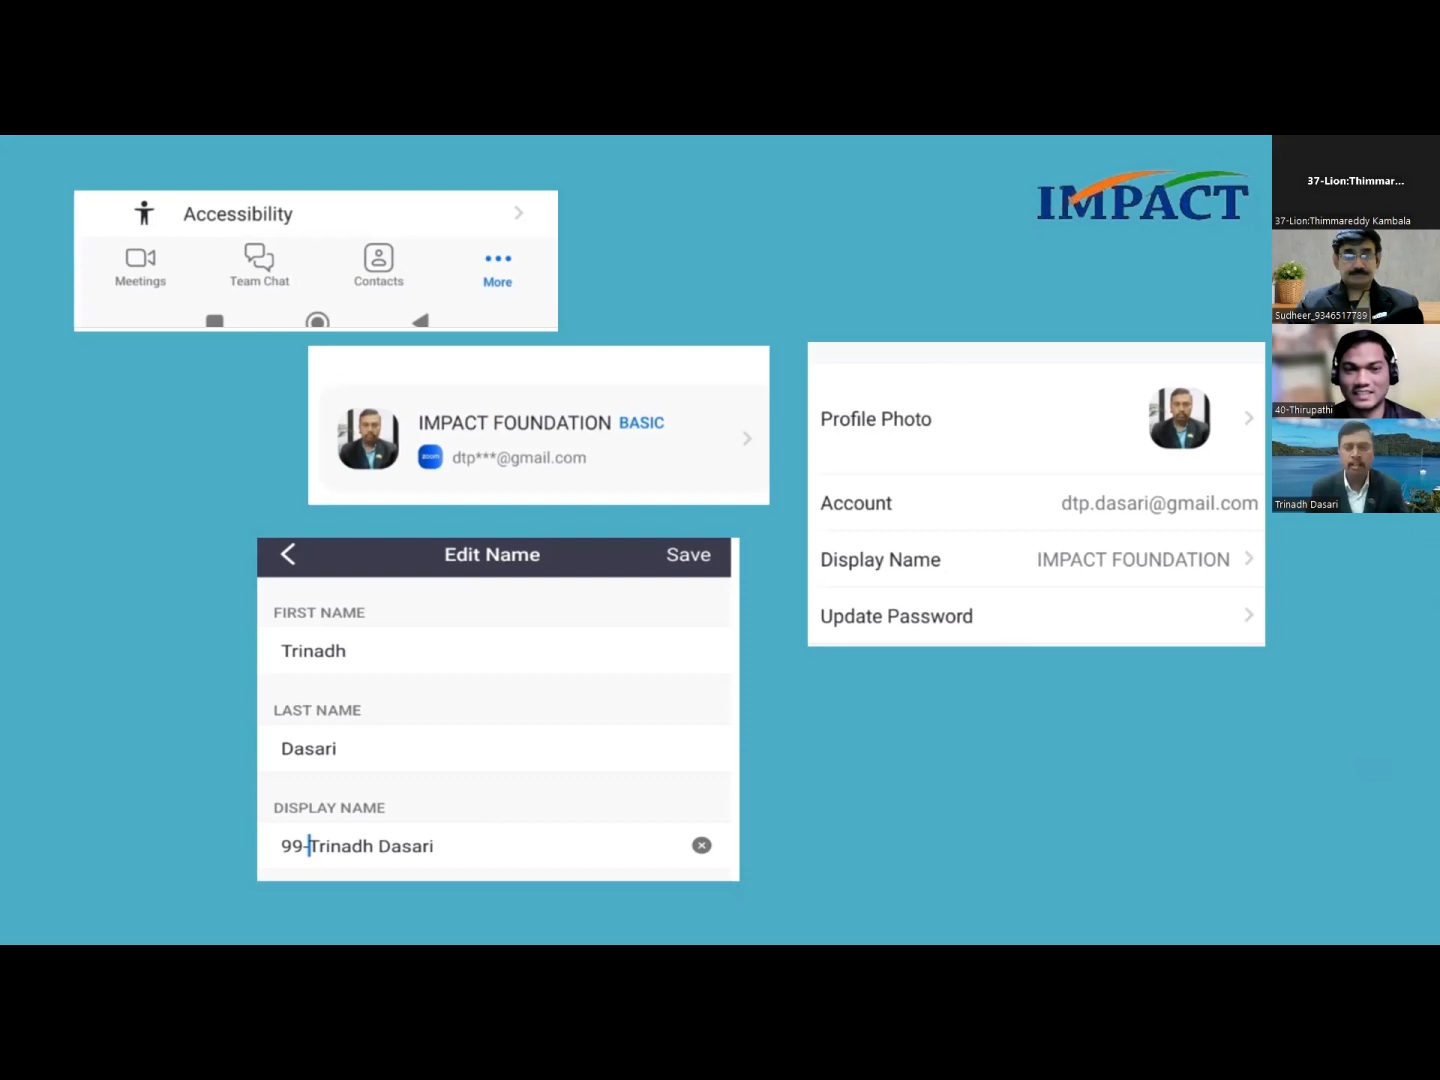 IMPACT
Accessibility
Meetings
Team Chat
Contacts
More
IMPACT FOUNDATION BASIC
zoom dtp***@gmail.com
Profile Photo
Account dtp.dasari@gmail.com
Display Name IMPACT FOUNDATION
Update Password
Edit Name
Save
FIRST NAME
Trinadh
LAST NAME
Dasari
DISPLAY NAME
99-Trinadh Dasari
37-Lion:Thimmar...
37-Lion:Thimmareddy Kambala
Sudheer_9346517789
40-Thirupathi
Trinadh Dasari